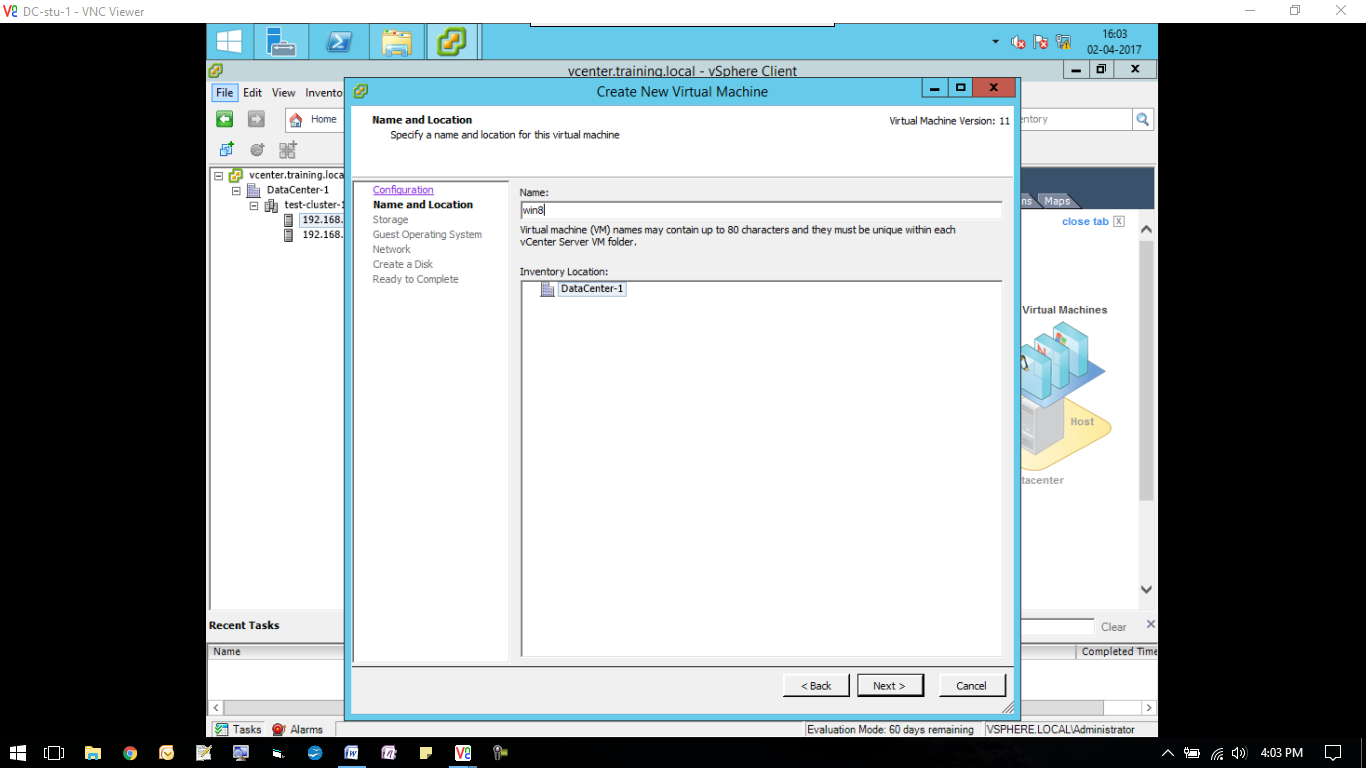 DC-stu-1 - VNC Viewer
16:03
02-04-2017
vcenter.training.local - vSphere Client
File Edit View Invento
Create New Virtual Machine
Home
Name and Location
Specify a name and location for this virtual machine
Virtual Machine Version: 11
entory
vcenter.training.loca
DataCenter-1
test-cluster-1
192.168.
192.168.
Configuration
Name and Location
Storage
Guest Operating System
Network
Create a Disk
Ready to Complete
Name:
win8
Virtual machine (VM) names may contain up to 80 characters and they must be unique within each
vCenter Server VM folder.
Inventory Location:
DataCenter-1
ns Maps
close tab X
Virtual Machines
Host
tacenter
Recent Tasks
Clear
Name
Completed Time
< Back Next > Cancel
Tasks Alarms
Evaluation Mode: 60 days remaining
VSPHERE.LOCAL\Administrator
4:03 PM